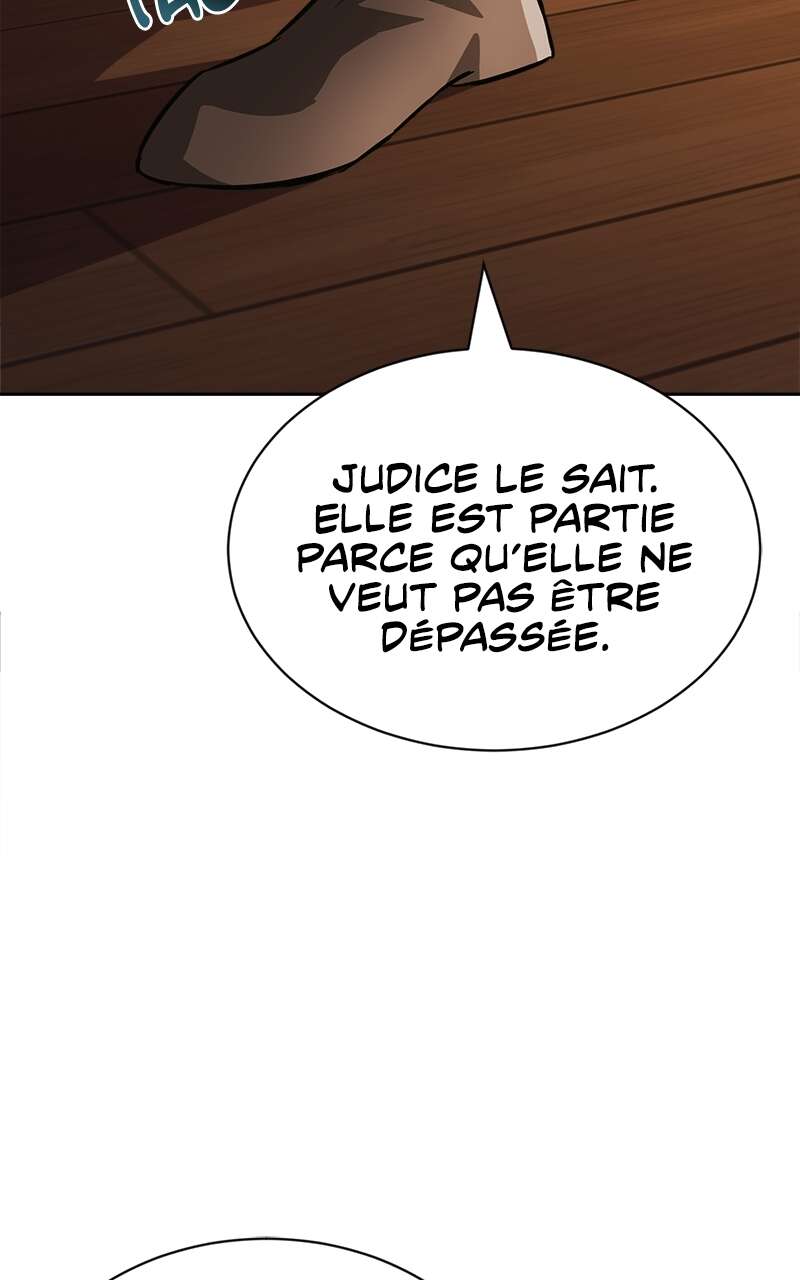 JUDICE LE SAIT.
ELLE EST PARTIE
PARCE QU'ELLE NE
VEUT PAS ÊTRE
DÉPASSÉE.